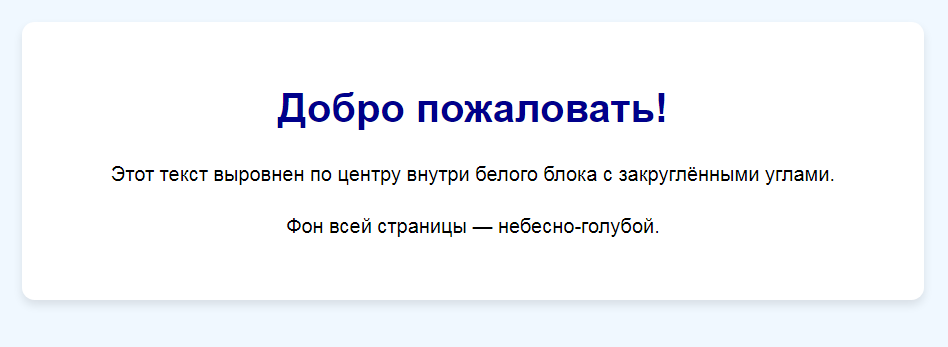 Добро пожаловать!
Этот текст выровнен по центру внутри белого блока с закруглёнными углами.
Фон всей страницы — небесно-голубой.